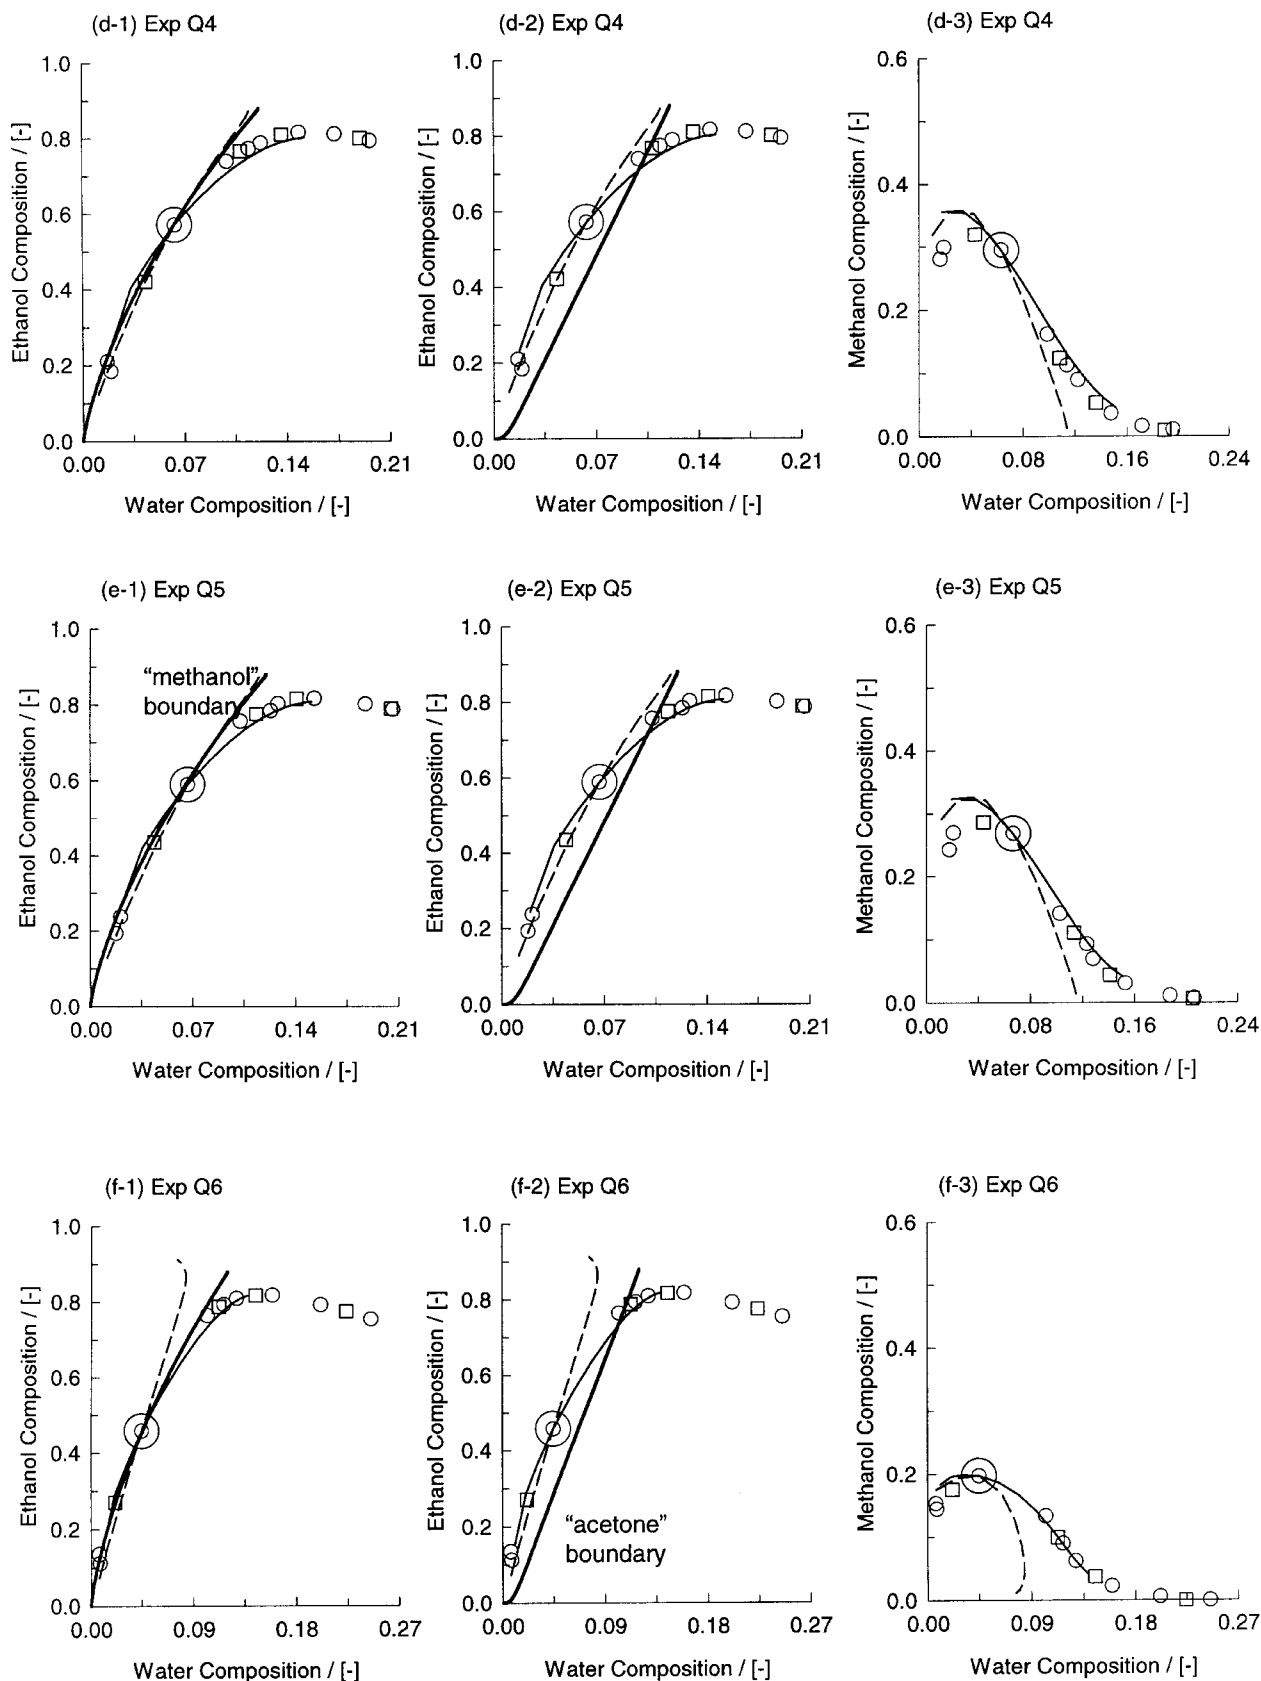 (d-1) Exp Q4
1.0
0.8
0.6
0.4
0.2
0.0
Ethanol Composition / [-]
0.00 0.07 0.14 0.21
Water Composition / [-]
(d-2) Exp Q4
1.0
0.8
0.6
0.4
0.2
0.0
Ethanol Composition / [-]
0.00 0.07 0.14 0.21
Water Composition / [-]
(d-3) Exp Q4
0.6
0.4
0.2
0.0
Methanol Composition / [-]
0.00 0.08 0.16 0.24
Water Composition / [-]
(e-1) Exp Q5
1.0
0.8
0.6
0.4
0.2
0.0
Ethanol Composition / [-]
“methanol”
boundary
0.00 0.07 0.14 0.21
Water Composition / [-]
(e-2) Exp Q5
1.0
0.8
0.6
0.4
0.2
0.0
Ethanol Composition / [-]
0.00 0.07 0.14 0.21
Water Composition / [-]
(e-3) Exp Q5
0.6
0.4
0.2
0.0
Methanol Composition / [-]
0.00 0.08 0.16 0.24
Water Composition / [-]
(f-1) Exp Q6
1.0
0.8
0.6
0.4
0.2
0.0
Ethanol Composition / [-]
0.00 0.09 0.18 0.27
Water Composition / [-]
(f-2) Exp Q6
1.0
0.8
0.6
0.4
0.2
0.0
Ethanol Composition / [-]
“acetone”
boundary
0.00 0.09 0.18 0.27
Water Composition / [-]
(f-3) Exp Q6
0.6
0.4
0.2
0.0
Methanol Composition / [-]
0.00 0.09 0.18 0.27
Water Composition / [-]